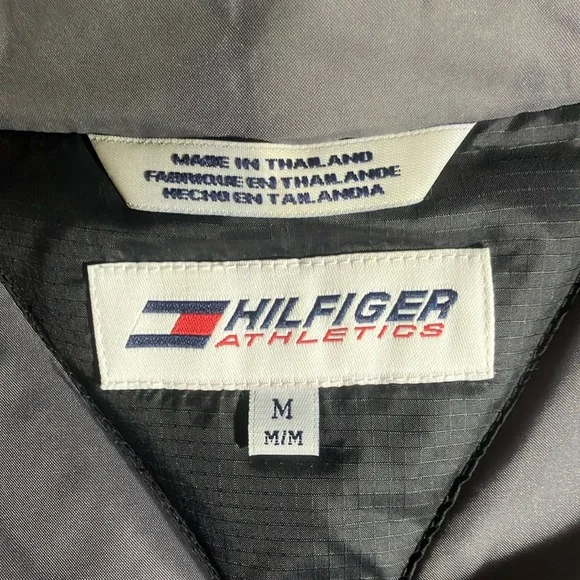 MADE IN THAILAND
FABRIQUE EN THAILANDE
HECHO EN TAILANDIA
HILFIGER
ATHLETICS
M
M/M